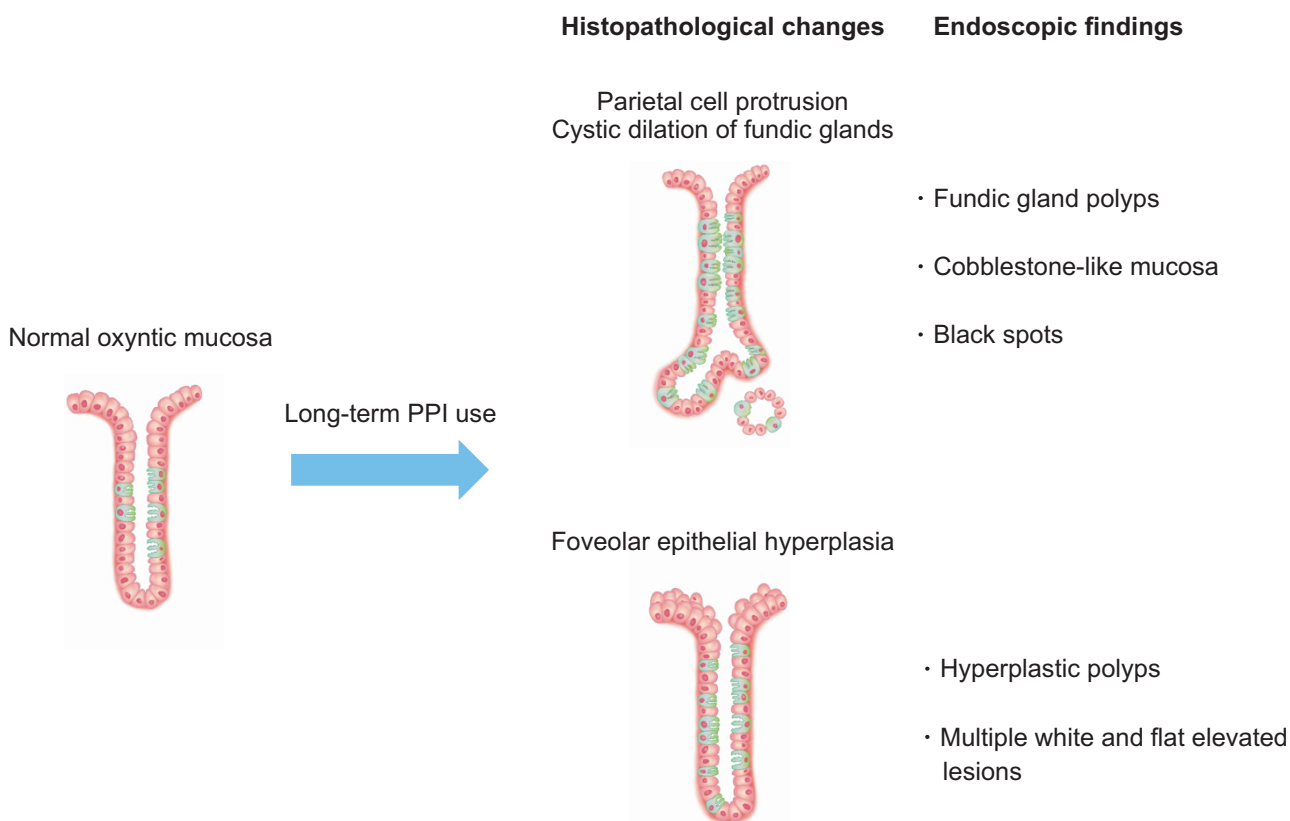 Histopathological changes
Endoscopic findings
Parietal cell protrusion
Cystic dilation of fundic glands
・Fundic gland polyps
・Cobblestone-like mucosa
・Black spots
Normal oxyntic mucosa
Long-term PPI use
Foveolar epithelial hyperplasia
・Hyperplastic polyps
・Multiple white and flat elevated
lesions